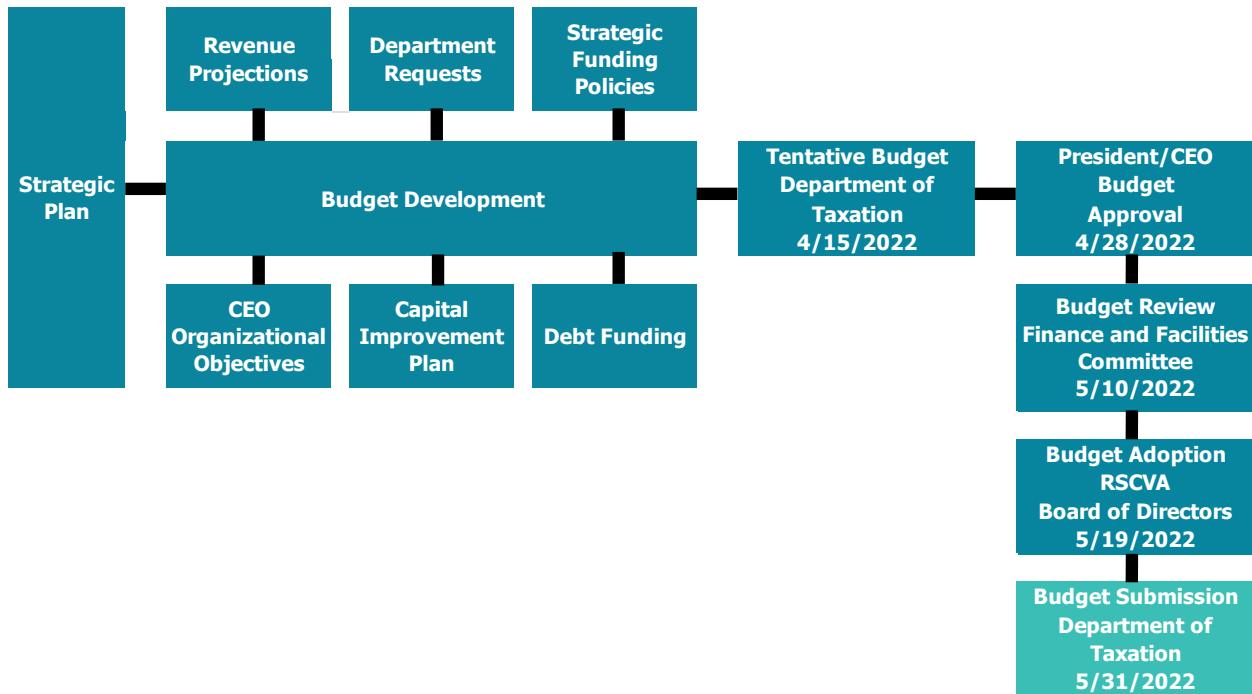 Strategic
Plan
Revenue
Projections
Department
Requests
Strategic
Funding
Policies
Budget Development
CEO
Organizational
Objectives
Capital
Improvement
Plan
Debt Funding
Tentative Budget
Department of
Taxation
4/15/2022
President/CEO
Budget
Approval
4/28/2022
Budget Review
Finance and Facilities
Committee
5/10/2022
Budget Adoption
RSCVA
Board of Directors
5/19/2022
Budget Submission
Department of
Taxation
5/31/2022